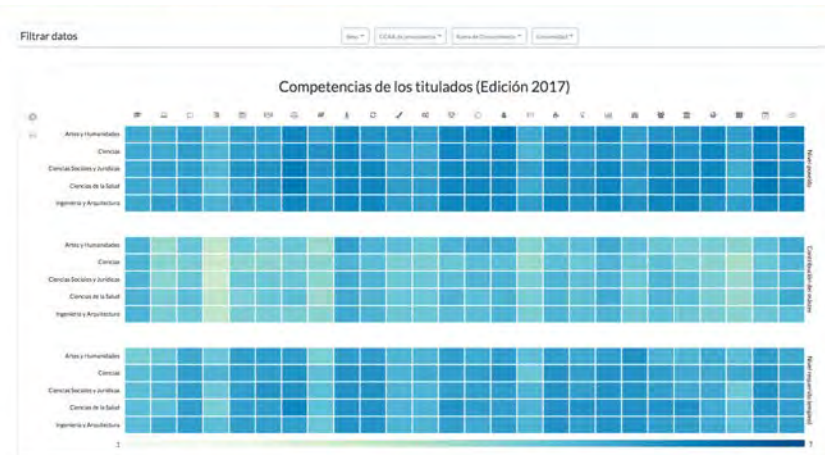 Filtrar datos
Sexo
CCAA de procedencia
Rama de Conocimiento
Universidad
Competencias de los titulados (Edición 2017)
Artes y Humanidades
Ciencias
Ciencias Sociales y Jurídicas
Ciencias de la Salud
Ingeniería y Arquitectura
Nivel poseído
Artes y Humanidades
Ciencias
Ciencias Sociales y Jurídicas
Ciencias de la Salud
Ingeniería y Arquitectura
Contribución del máster
Artes y Humanidades
Ciencias
Ciencias Sociales y Jurídicas
Ciencias de la Salud
Ingeniería y Arquitectura
Nivel requerido (empleo)
1
7